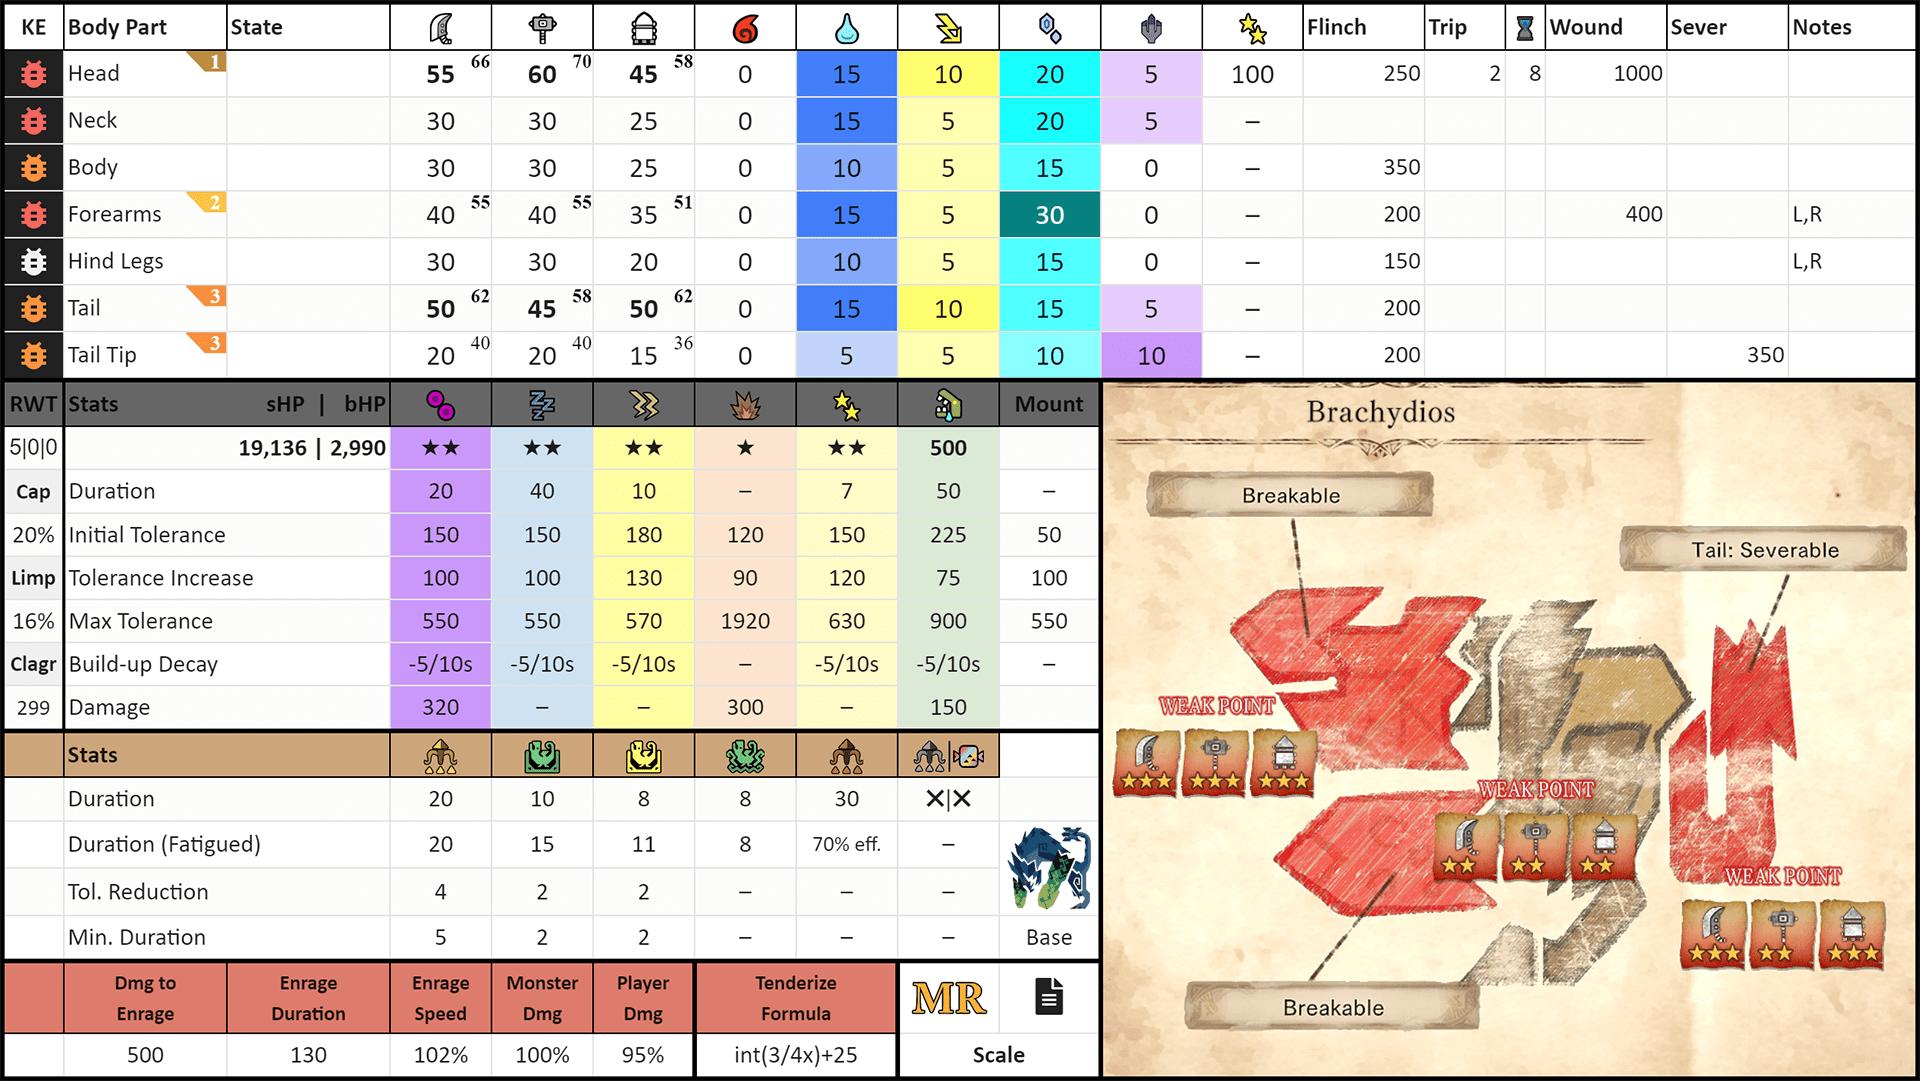 KE Body Part State Flinch Trip Wound Sever Notes
Head 1 55 66 60 70 45 58 0 15 10 20 5 100 250 2 8 1000
Neck 30 30 25 0 15 5 20 5 –
Body 30 30 25 0 10 5 15 0 – 350
Forearms 2 40 55 40 55 35 51 0 15 5 30 0 – 200 400 L,R
Hind Legs 30 30 20 0 10 5 15 0 – 150 L,R
Tail 3 50 62 45 58 50 62 0 15 10 15 5 – 200
Tail Tip 3 20 40 20 40 15 36 0 5 5 10 10 – 200 350
RWT Stats sHP | bHP Mount
5|0|0 19,136 | 2,990 ★★ ★★ ★★ ★ ★★ 500
Cap Duration 20 40 10 – 7 50 –
20% Initial Tolerance 150 150 180 120 150 225 50
Limp Tolerance Increase 100 100 130 90 120 75 100
16% Max Tolerance 550 550 570 1920 630 900 550
Clagr Build-up Decay -5/10s -5/10s -5/10s – -5/10s -5/10s –
299 Damage 320 – – 300 – 150
Stats
Duration 20 10 8 8 30 ✕|✕
Duration (Fatigued) 20 15 11 8 70% eff. –
Tol. Reduction 4 2 2 – – –
Min. Duration 5 2 2 – – – Base
Dmg to Enrage Enrage Duration Enrage Speed Monster Dmg Player Dmg Tenderize Formula MR
500 130 102% 100% 95% int(3/4x)+25 Scale
Brachydios
Breakable
Tail: Severable
WEAK POINT
WEAK POINT
WEAK POINT
Breakable